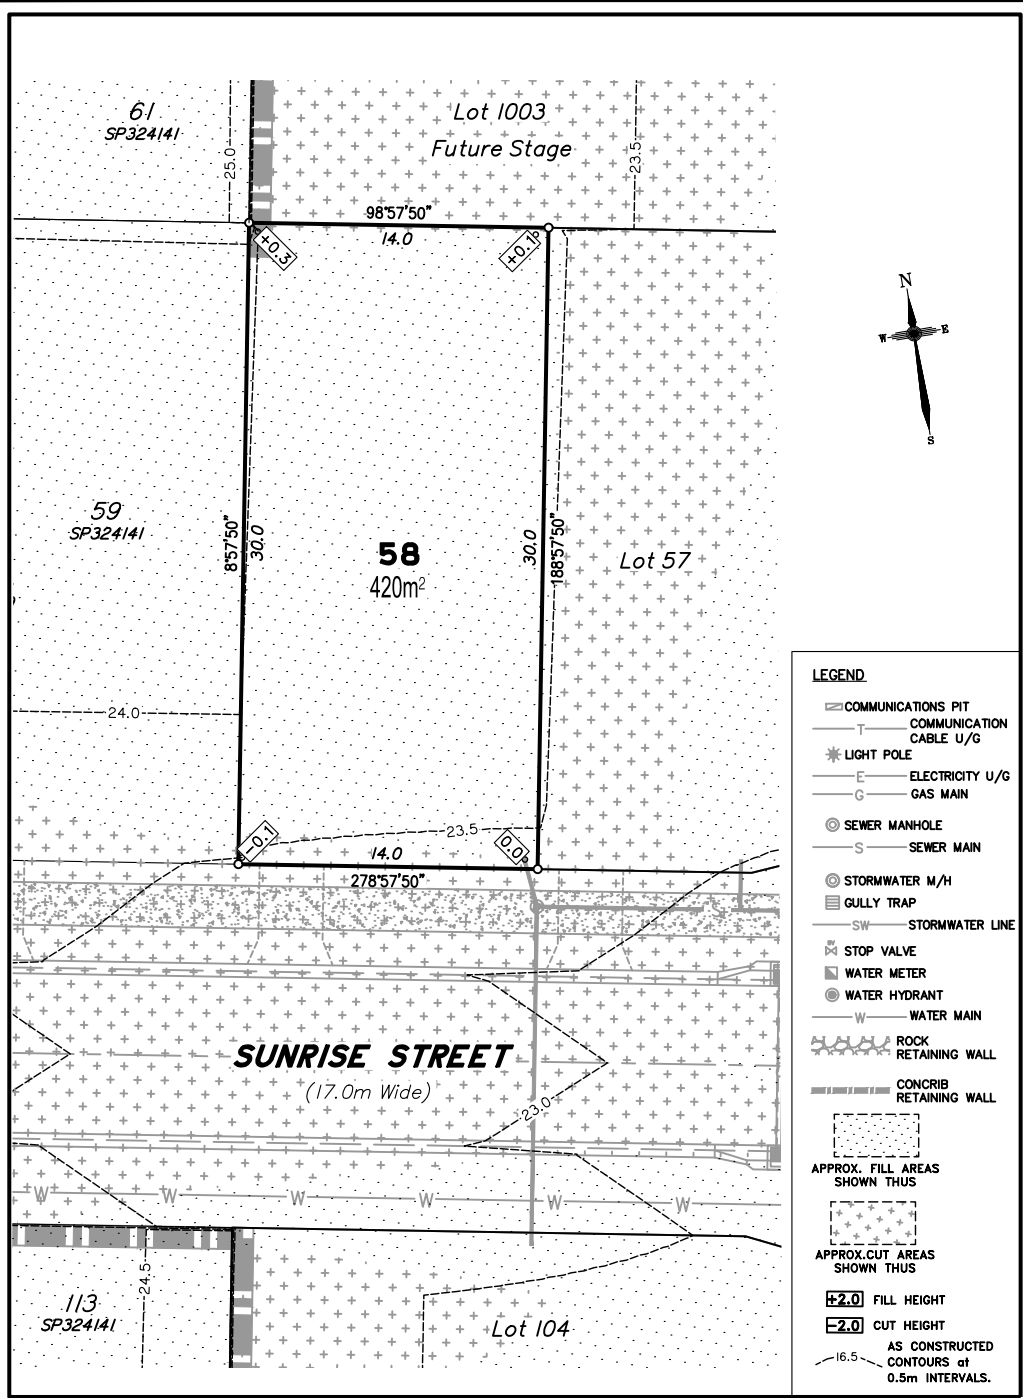 61
SP324141
25.0
Lot 1003
Future Stage
23.5
98°57'50"
14.0
+0.3
+0.1
N
W
E
S
59
SP324141
8°57'50"
30.0
58
420m²
30.0
188°57'50"
Lot 57
24.0
23.5
-0.1
0.0
14.0
278°57'50"
SUNRISE STREET
(17.0m Wide)
23.0
W W W W W W
24.5
113
SP324141
Lot 104
LEGEND
COMMUNICATIONS PIT
T COMMUNICATION
CABLE U/G
LIGHT POLE
E ELECTRICITY U/G
G GAS MAIN
SEWER MANHOLE
S SEWER MAIN
STORMWATER M/H
GULLY TRAP
SW STORMWATER LINE
STOP VALVE
WATER METER
WATER HYDRANT
W WATER MAIN
ROCK
RETAINING WALL
CONCRIB
RETAINING WALL
APPROX. FILL AREAS
SHOWN THUS
APPROX.CUT AREAS
SHOWN THUS
+2.0 FILL HEIGHT
-2.0 CUT HEIGHT
AS CONSTRUCTED
16.5 CONTOURS at
0.5m INTERVALS.